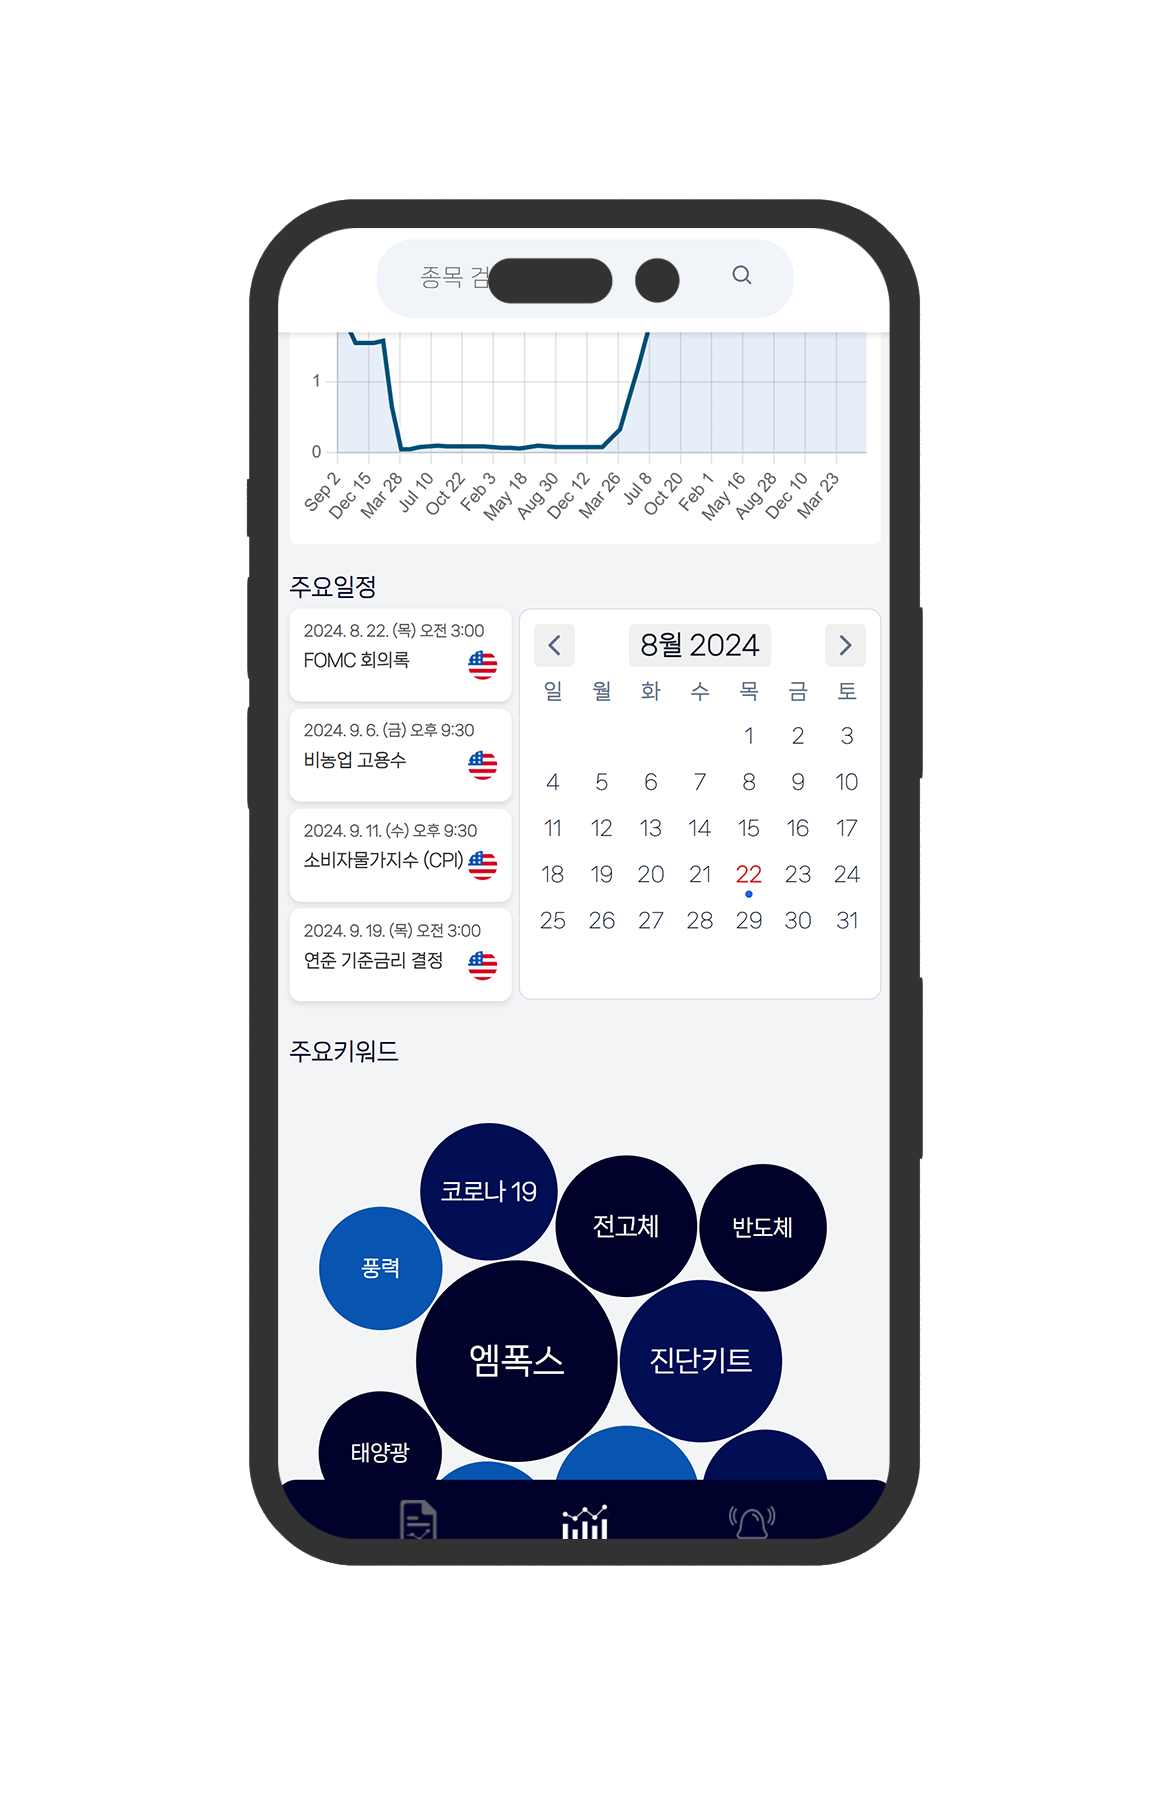 종목 검
1
0
Sep 2
Dec 15
Mar 28
Jul 10
Oct 22
Feb 3
May 18
Aug 30
Dec 12
Mar 26
Jul 8
Oct 20
Feb 1
May 16
Aug 28
Dec 10
Mar 23
주요일정
2024. 8. 22. (목) 오전 3:00
FOMC 회의록
2024. 9. 6. (금) 오후 9:30
비농업 고용수
2024. 9. 11. (수) 오후 9:30
소비자물가지수 (CPI)
2024. 9. 19. (목) 오전 3:00
연준 기준금리 결정
8월 2024
일 월 화 수 목 금 토
1 2 3
4 5 6 7 8 9 10
11 12 13 14 15 16 17
18 19 20 21 22 23 24
25 26 27 28 29 30 31
주요키워드
코로나 19
전고체
반도체
풍력
엠폭스
진단키트
태양광